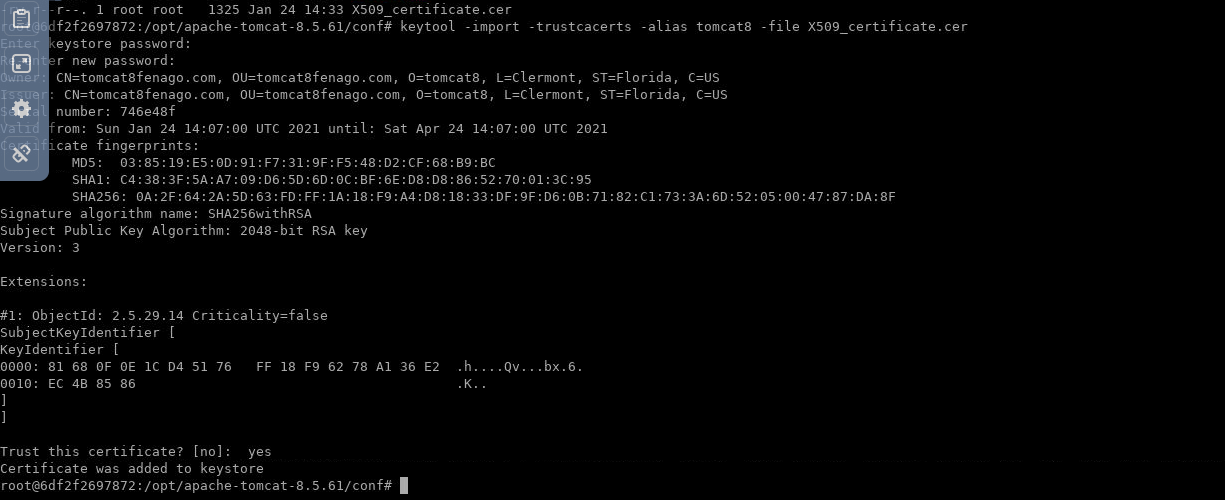 r--. 1 root root   1325 Jan 24 14:33 X509_certificate.cer
root@6df2f2697872:/opt/apache-tomcat-8.5.61/conf# keytool -import -trustcacerts -alias tomcat8 -file X509_certificate.cer
Enter keystore password:
Re-enter new password:
Owner: CN=tomcat8fenago.com, OU=tomcat8fenago.com, O=tomcat8, L=Clermont, ST=Florida, C=US
Issuer: CN=tomcat8fenago.com, OU=tomcat8fenago.com, O=tomcat8, L=Clermont, ST=Florida, C=US
Serial number: 746e48f
Valid from: Sun Jan 24 14:07:00 UTC 2021 until: Sat Apr 24 14:07:00 UTC 2021
Certificate fingerprints:
         MD5:  03:85:19:E5:0D:91:F7:31:9F:F5:48:D2:CF:68:B9:BC
         SHA1: C4:38:3F:5A:A7:09:D6:5D:6D:0C:BF:6E:D8:D8:86:52:70:01:3C:95
         SHA256: 0A:2F:64:2A:5D:63:FD:FF:1A:18:F9:A4:D8:18:33:DF:9F:D6:0B:71:82:C1:73:3A:6D:52:05:00:47:87:DA:8F
Signature algorithm name: SHA256withRSA
Subject Public Key Algorithm: 2048-bit RSA key
Version: 3
Extensions:
#1: ObjectId: 2.5.29.14 Criticality=false
SubjectKeyIdentifier [
KeyIdentifier [
0000: 81 68 0F 0E 1C D4 51 76   FF 18 F9 62 78 A1 36 E2  .h....Qv...bx.6.
0010: EC 4B 85 86                                        .K..
]
]
Trust this certificate? [no]:  yes
Certificate was added to keystore
root@6df2f2697872:/opt/apache-tomcat-8.5.61/conf#